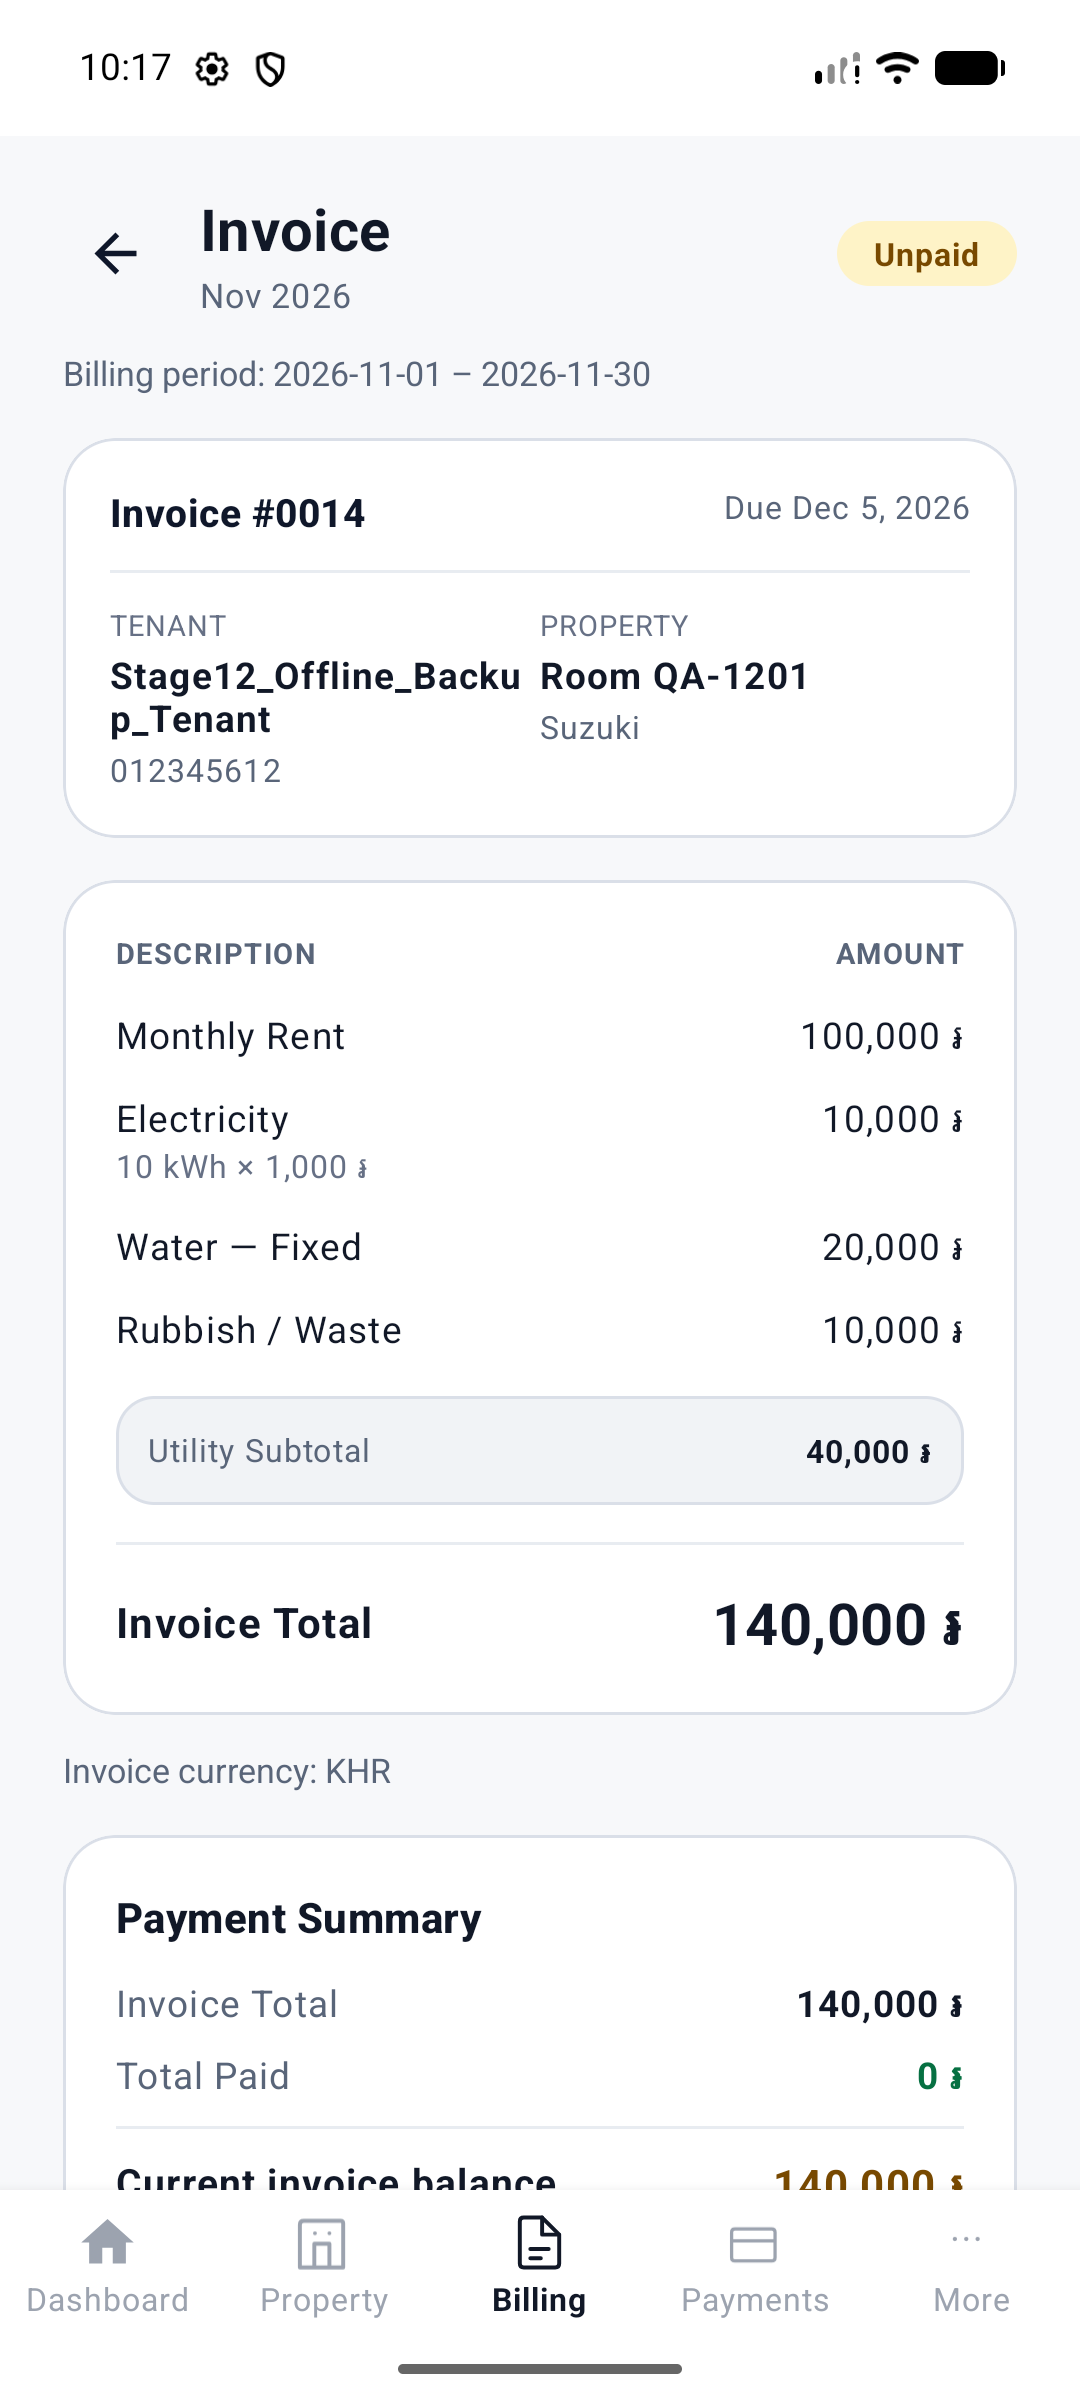 10:17
Invoice
Unpaid
Nov 2026
Billing period: 2026-11-01 – 2026-11-30
Invoice #0014
Due Dec 5, 2026
TENANT
PROPERTY
Stage12_Offline_Backu
p_Tenant
012345612
Room QA-1201
Suzuki
DESCRIPTION
AMOUNT
Monthly Rent
100,000 ៛
Electricity
10,000 ៛
10 kWh × 1,000 ៛
Water — Fixed
20,000 ៛
Rubbish / Waste
10,000 ៛
Utility Subtotal
40,000 ៛
Invoice Total
140,000 ៛
Invoice currency: KHR
Payment Summary
Invoice Total
140,000 ៛
Total Paid
0 ៛
Current invoice balance
140,000 ៛
Dashboard
Property
Billing
Payments
More